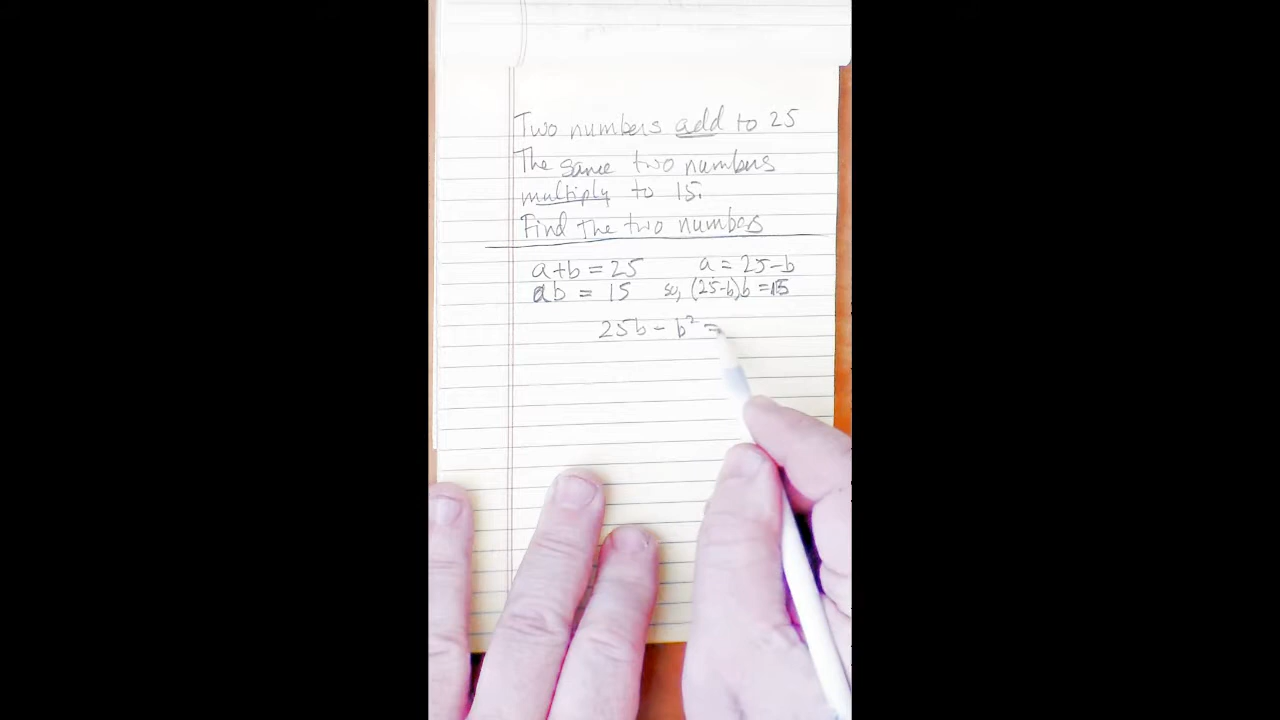 Two numbers add to 25
The same two numbers
multiply to 15.
Find the two numbers
a+b = 25 a = 25-b
ab = 15 so, (25-b)b = 15
25b - b² =